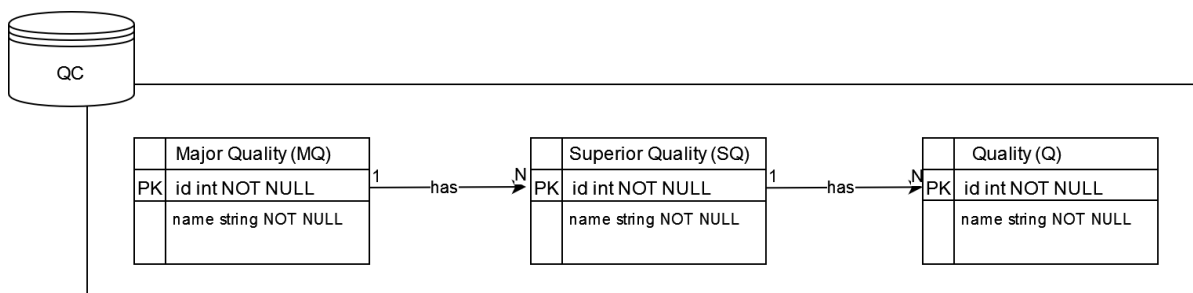 QC
Major Quality (MQ)
PK id int NOT NULL
name string NOT NULL
1 has N
Superior Quality (SQ)
PK id int NOT NULL
name string NOT NULL
1 has N
Quality (Q)
PK id int NOT NULL
name string NOT NULL